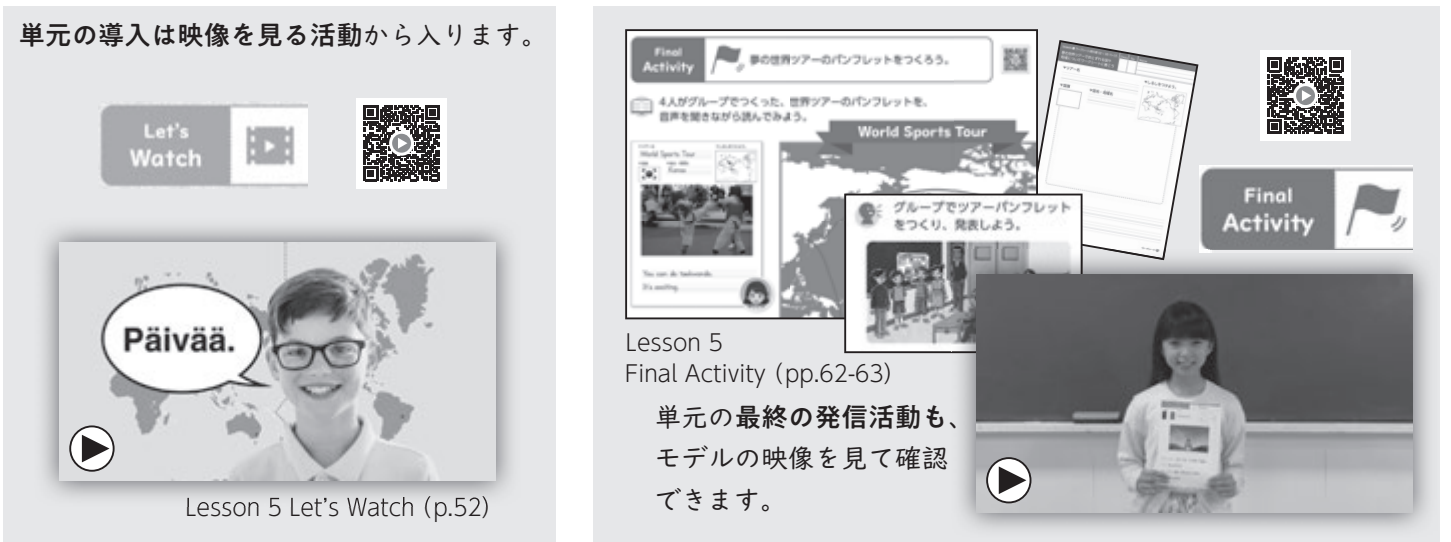 単元の導入は映像を見る活動から入ります。
Let's
Watch
Päivää.
Lesson 5 Let's Watch (p.52)
Final
Activity
夢の世界ツアーのパンフレットをつくろう。
4人がグループでつくった、世界ツアーのパンフレットを、
音声を聞きながら読んでみよう。
World Sports Tour
World Sports Tour
Korea
You can do taekwondo.
It's exciting.
グループでツアーパンフレット
をつくり、発表しよう。
Final
Activity
Lesson 5
Final Activity (pp.62-63)
単元の最終の発信活動も、
モデルの映像を見て確認
できます。